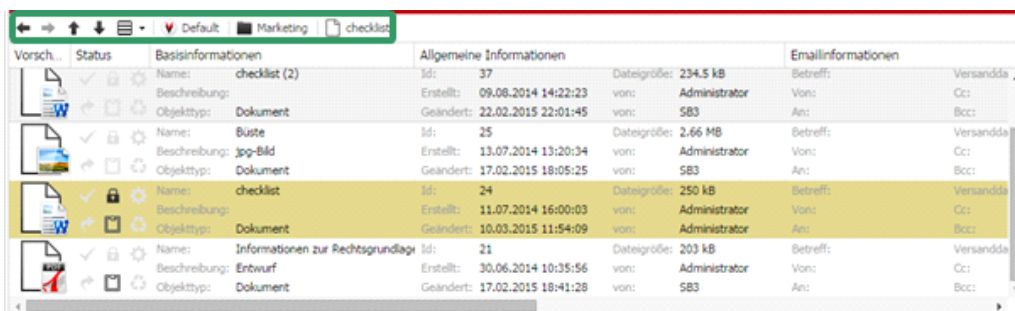 Default Marketing checklist
Vorsch... Status Basisinformationen Allgemeine Informationen Emailinformationen
Name: checklist (2) Id: 37 Dateigröße: 234.5 kB Betreff: Versandda
Beschreibung: Erstellt: 09.08.2014 14:22:23 von: Administrator Von: Cc:
Objekttyp: Dokument Geändert: 22.02.2015 22:01:45 von: SB3 An: Bcc:
Name: Büste Id: 25 Dateigröße: 2.66 MB Betreff: Versandda
Beschreibung: jpg-Bild Erstellt: 13.07.2014 13:20:34 von: Administrator Von: Cc:
Objekttyp: Dokument Geändert: 17.02.2015 18:05:25 von: SB3 An: Bcc:
Name: checklist Id: 24 Dateigröße: 250 kB Betreff: Versandda
Beschreibung: Erstellt: 11.07.2014 16:00:03 von: Administrator Von: Cc:
Objekttyp: Dokument Geändert: 10.03.2015 11:54:09 von: SB3 An: Bcc:
Name: Informationen zur Rechtsgrundlage Id: 21 Dateigröße: 203 kB Betreff: Versandda
Beschreibung: Entwurf Erstellt: 30.06.2014 10:35:56 von: Administrator Von: Cc:
Objekttyp: Dokument Geändert: 17.02.2015 18:41:28 von: SB3 An: Bcc: